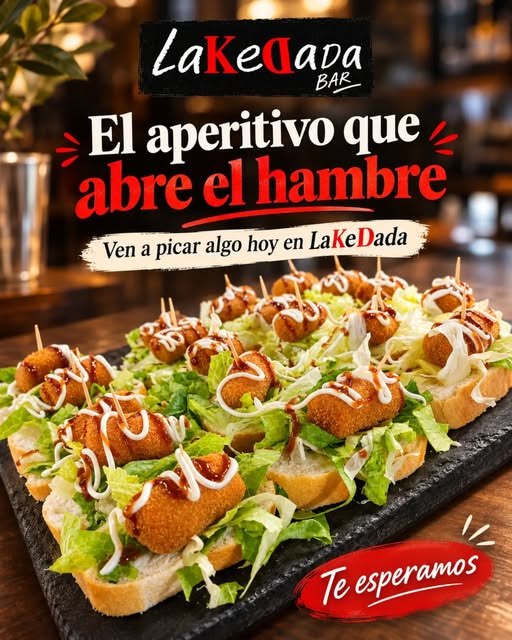 LaKeDaDa
BAR
El aperitivo que
abre el hambre
Ven a picar algo hoy en LaKeDada
Te esperamos